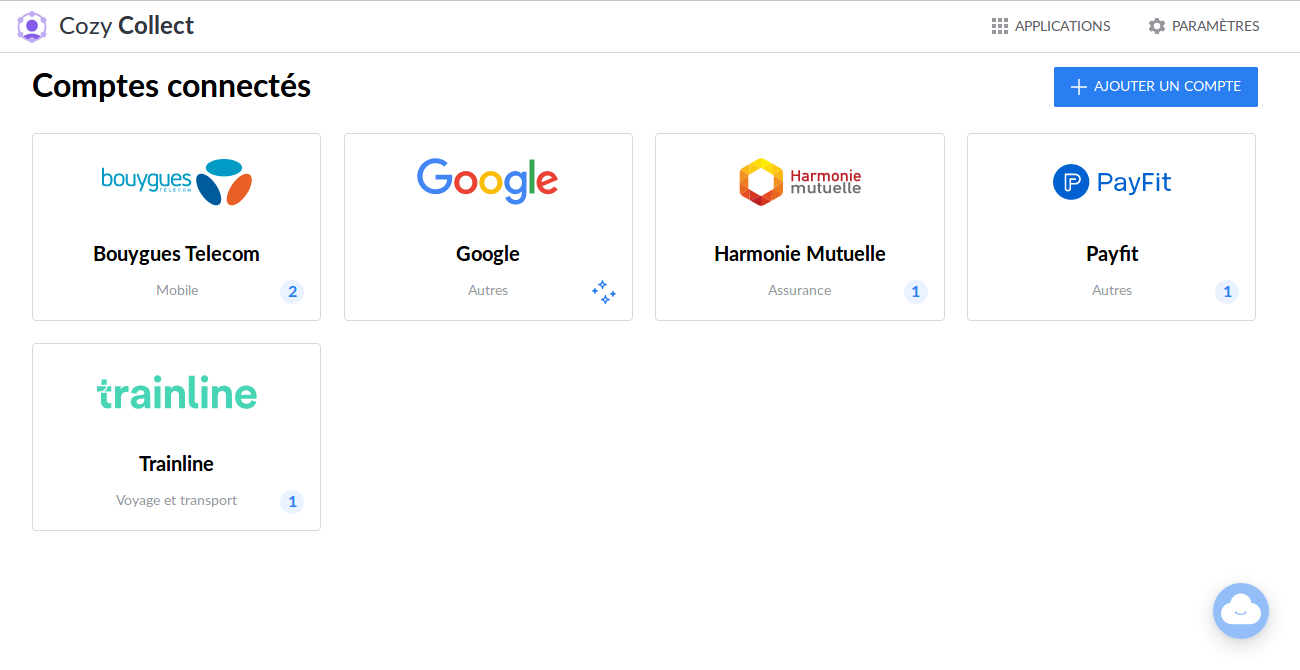 Cozy Collect
APPLICATIONS
PARAMÈTRES
Comptes connectés
AJOUTER UN COMPTE
bouygues
TELECOM
Google
Harmonie
mutuelle
PayFit
Bouygues Telecom
Google
Harmonie Mutuelle
Payfit
Mobile
2
Autres
Assurance
1
Autres
1
trainline
Trainline
Voyage et transport
1